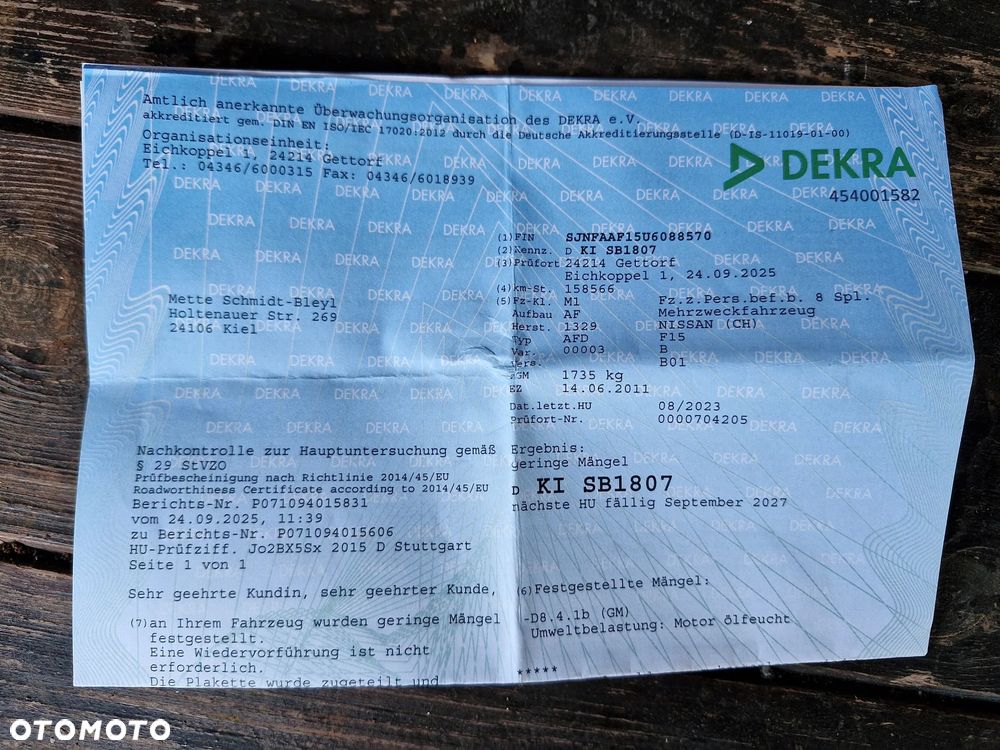 Amtlich anerkannte Überwachungsorganisation des DEKRA e.V.
akkreditiert gem. DIN EN ISO/IEC 17020:2012 durch die Deutsche Akkreditierungsstelle (D-IS-11019-01-00)
Organisationseinheit:
Eichkoppel 1, 24214 Gettorf
Tel.: 04346/6000315 Fax: 04346/6018939
DEKRA
454001582
(1) FIN SJNFAAF15U6088570
(2) Kennz. D KI SB1807
(3) Prüfort 24214 Gettorf
Eichkoppel 1, 24.09.2025
(4) km-St. 158566
(5) Fz-Kl. M1 Fz.z.Pers.bef.b. 8 Spl.
Aufbau AF Mehrzweckfahrzeug
Herst. 1329 NISSAN (CH)
Typ AFD F15
Var. 00003 B
Vers. B01
zGM 1735 kg
EZ 14.06.2011
Dat.letzt.HU 08/2023
Prüfort-Nr. 0000704205
Mette Schmidt-Bleyl
Holtenauer Str. 269
24106 Kiel
Nachkontrolle zur Hauptuntersuchung gemäß
§ 29 StVZO
Prüfbescheinigung nach Richtlinie 2014/45/EU
Roadworthiness Certificate according to 2014/45/EU
Berichts-Nr. P071094015831
vom 24.09.2025, 11:39
zu Berichts-Nr. P071094015606
HU-Prüfziff. Jo2BX5Sx 2015 D Stuttgart
Seite 1 von 1
Ergebnis:
geringe Mängel
D KI SB1807
nächste HU fällig September 2027
Sehr geehrte Kundin, sehr geehrter Kunde,
(7) an Ihrem Fahrzeug wurden geringe Mängel
festgestellt.
Eine Wiedervorführung ist nicht
erforderlich.
Die Plakette wurde zugeteilt und
(6) Festgestellte Mängel:
-D8.4.1b (GM)
Umweltbelastung: Motor ölfeucht
*****
OTOMOTO